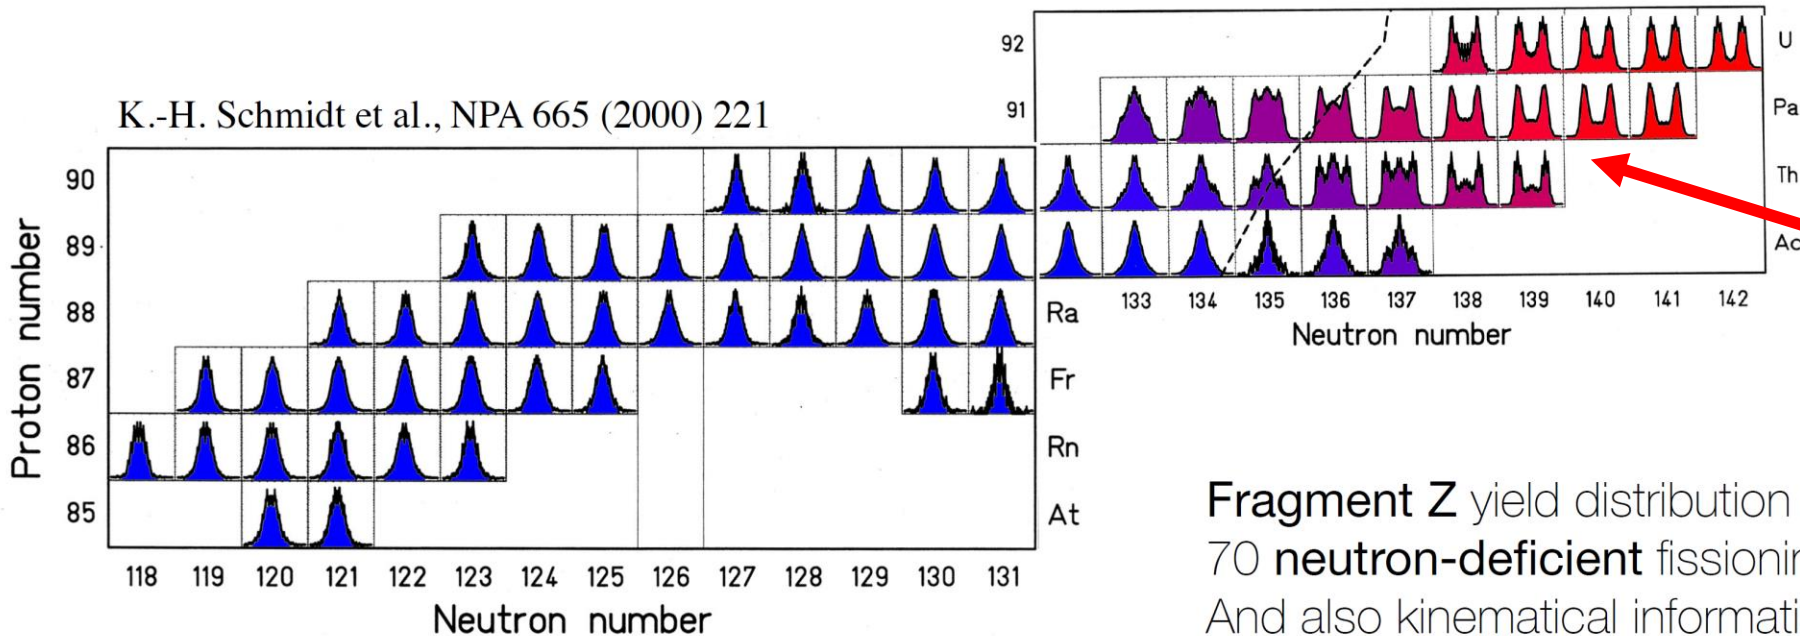 K.-H. Schmidt et al., NPA 665 (2000) 221
92
U
91
Pa
90
Th
89
Ac
88
Ra
87
Fr
86
Rn
85
At
Proton number
133 134 135 136 137 138 139 140 141 142
Neutron number
118 119 120 121 122 123 124 125 127 128 129 130 131
Neutron number
Fragment Z yield distribution
70 neutron-deficient
And also kinematical